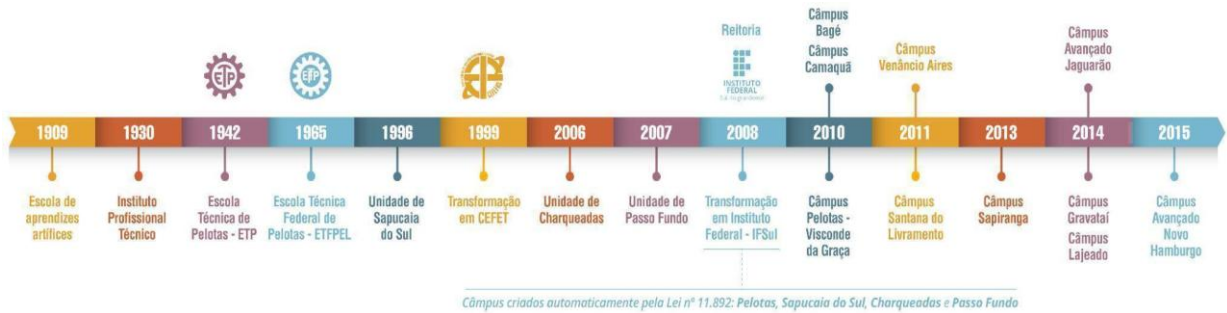 Reitoria
INSTITUTO
FEDERAL
Câmpus
Bagé
Câmpus
Camaquã
Câmpus
Venâncio Aires
Câmpus
Avançado
Jaguarão
ETP
ETP
1909
1930
1942
1965
1996
1999
2006
2007
2008
2010
2011
2013
2014
2015
Escola de
aprendizes
artífices
Instituto
Profissional
Técnico
Escola
Técnica de
Pelotas - ETP
Escola Técnica
Federal de
Pelotas - ETFPEL
Unidade de
Sapucaia
do Sul
Transformação
em CEFET
Unidade de
Charqueadas
Unidade de
Passo Fundo
Transformação
em Instituto
Federal - IFSul
Câmpus
Pelotas -
Visconde
da Graça
Câmpus
Santana do
Livramento
Câmpus
Sapiranga
Câmpus
Gravataí
Câmpus
Lajeado
Câmpus
Avançado
Novo
Hamburgo
Câmpus criados automaticamente pela Lei nº 11.892: Pelotas, Sapucaia do Sul, Charqueadas e Passo Fundo